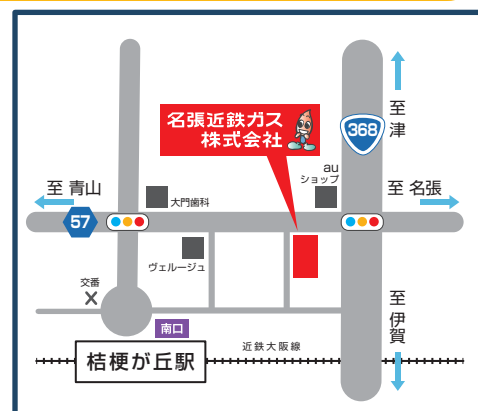 名張近鉄ガス
株式会社
368
至 津
au
ショップ
至 青山
大門歯科
至 名張
57
ヴェルージュ
交番
至 伊賀
南口
近鉄大阪線
桔梗が丘駅